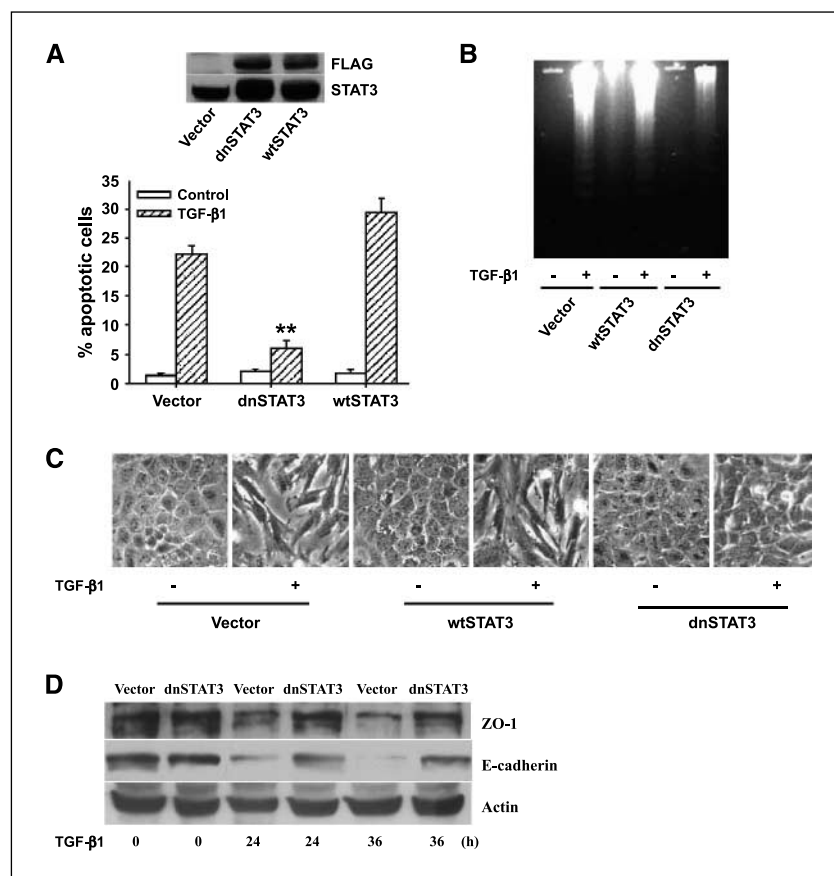 A
FLAG
STAT3
Vector
dnSTAT3
wtSTAT3
% apoptotic cells
35
30
25
20
15
10
5
0
Control
TGF-β1
**
Vector dnSTAT3 wtSTAT3
B
TGF-β1 - + - + - +
Vector
wtSTAT3
dnSTAT3
C
TGF-β1 - + - + - +
Vector wtSTAT3 dnSTAT3
D
Vector dnSTAT3 Vector dnSTAT3 Vector dnSTAT3
ZO-1
E-cadherin
Actin
TGF-β1 0 0 24 24 36 36 (h)